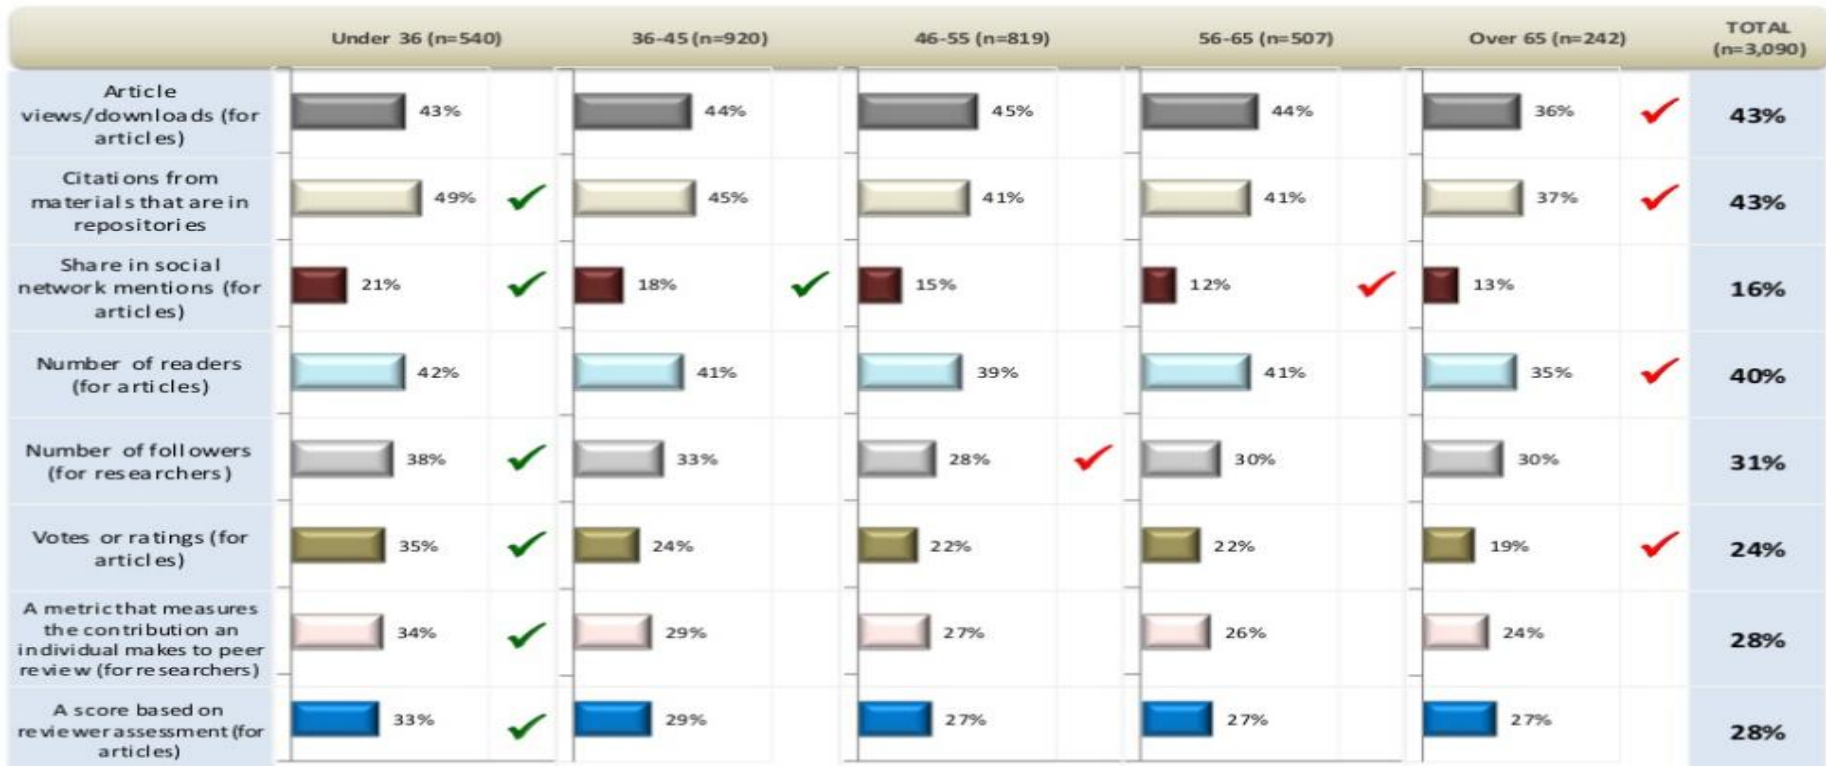 Under 36 (n=540) 36-45 (n=920) 46-55 (n=819) 56-65 (n=507) Over 65 (n=242) TOTAL
(n=3,090)
Article
views/downloads (for
articles)
43% 44% 45% 44% 36% 43%
Citations from
materials that are in
repositories
49% 45% 41% 41% 37% 43%
Share in social
network mentions (for
articles)
21% 18% 15% 12% 13% 16%
Number of readers
(for articles)
42% 41% 39% 41% 35% 40%
Number of followers
(for researchers)
38% 33% 28% 30% 30% 31%
Votes or ratings (for
articles)
35% 24% 22% 22% 19% 24%
A metric that measures
the contribution an
individual makes to peer
review (for researchers)
34% 29% 27% 26% 24% 28%
A score based on
reviewer assessment (for
articles)
33% 29% 27% 27% 27% 28%